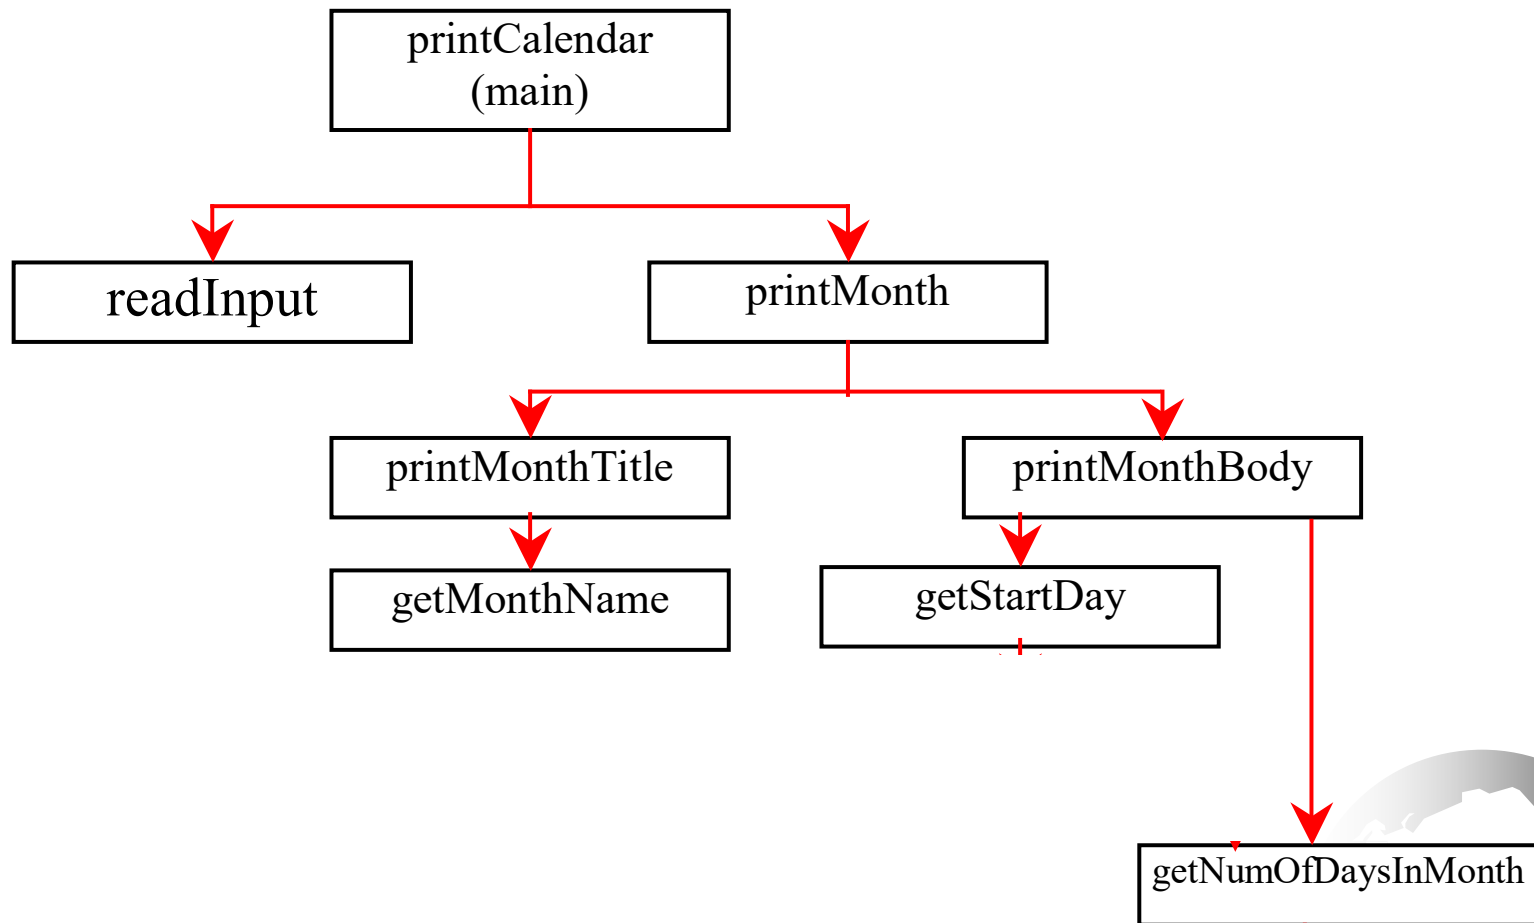 printCalendar
(main)
readInput
printMonth
printMonthTitle
printMonthBody
getMonthName
getStartDay
getNumOfDaysInMonth